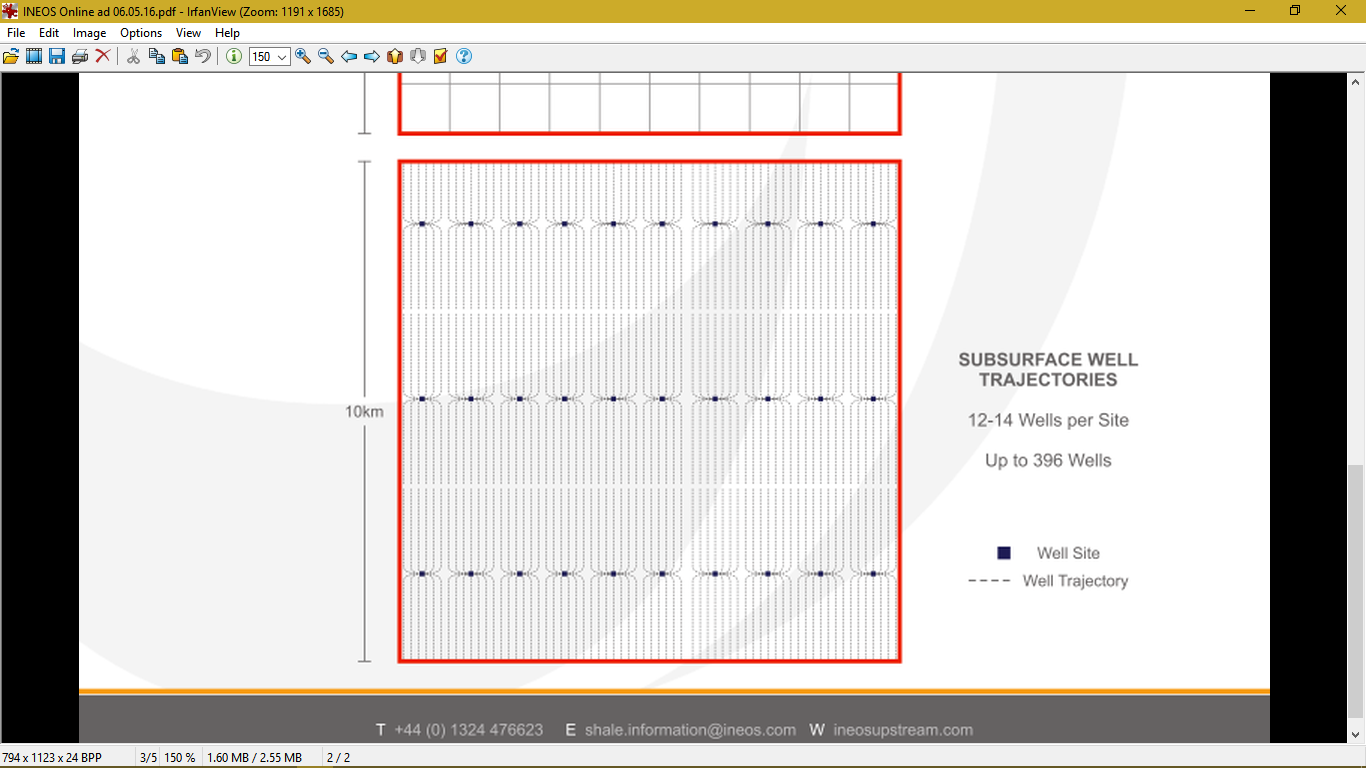 INEOS Online ad 06.05.16.pdf - IrfanView (Zoom: 1191 x 1685)
File Edit Image Options View Help
150
10km
SUBSURFACE WELL
TRAJECTORIES
12-14 Wells per Site
Up to 396 Wells
Well Site
Well Trajectory
T +44 (0) 1324 476623 E shale.information@ineos.com W ineosupstream.com
794 x 1123 x 24 BPP 3/5 150 % 1.60 MB / 2.55 MB 2 / 2